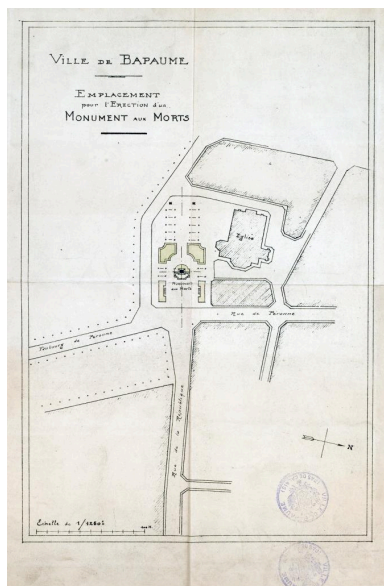 VILLE DE BAPAUME
EMPLACEMENT
pour l'ERECTION d'un
MONUMENT AUX MORTS
Eglise
Monument
aux Morts
Rue de Peronne
Faubourg de Peronne
Rue de la République
N
Echelle de